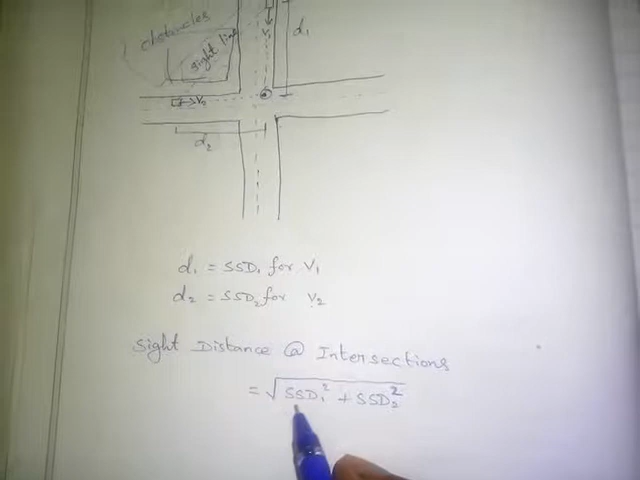 obstacles
sight line
V
d₁
V₂
d₂
d₁ = SSD₁ for V₁
d₂ = SSD₂ for V₂
Sight Distance @ Intersections
= √SSD₁² + SSD₂²